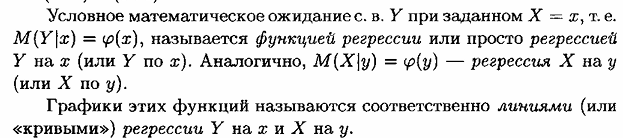 Условное математическое ожидание с. в. Y при заданном X = x, т. е.
M(Y|x) = φ(x), называется функцией регрессии или просто регрессией
Y на x (или Y по x). Аналогично, M(X|y) = φ(y) — регрессия X на y
(или X по y).
Графики этих функций называются соответственно линиями (или
«кривыми») регрессии Y на x и X на y.